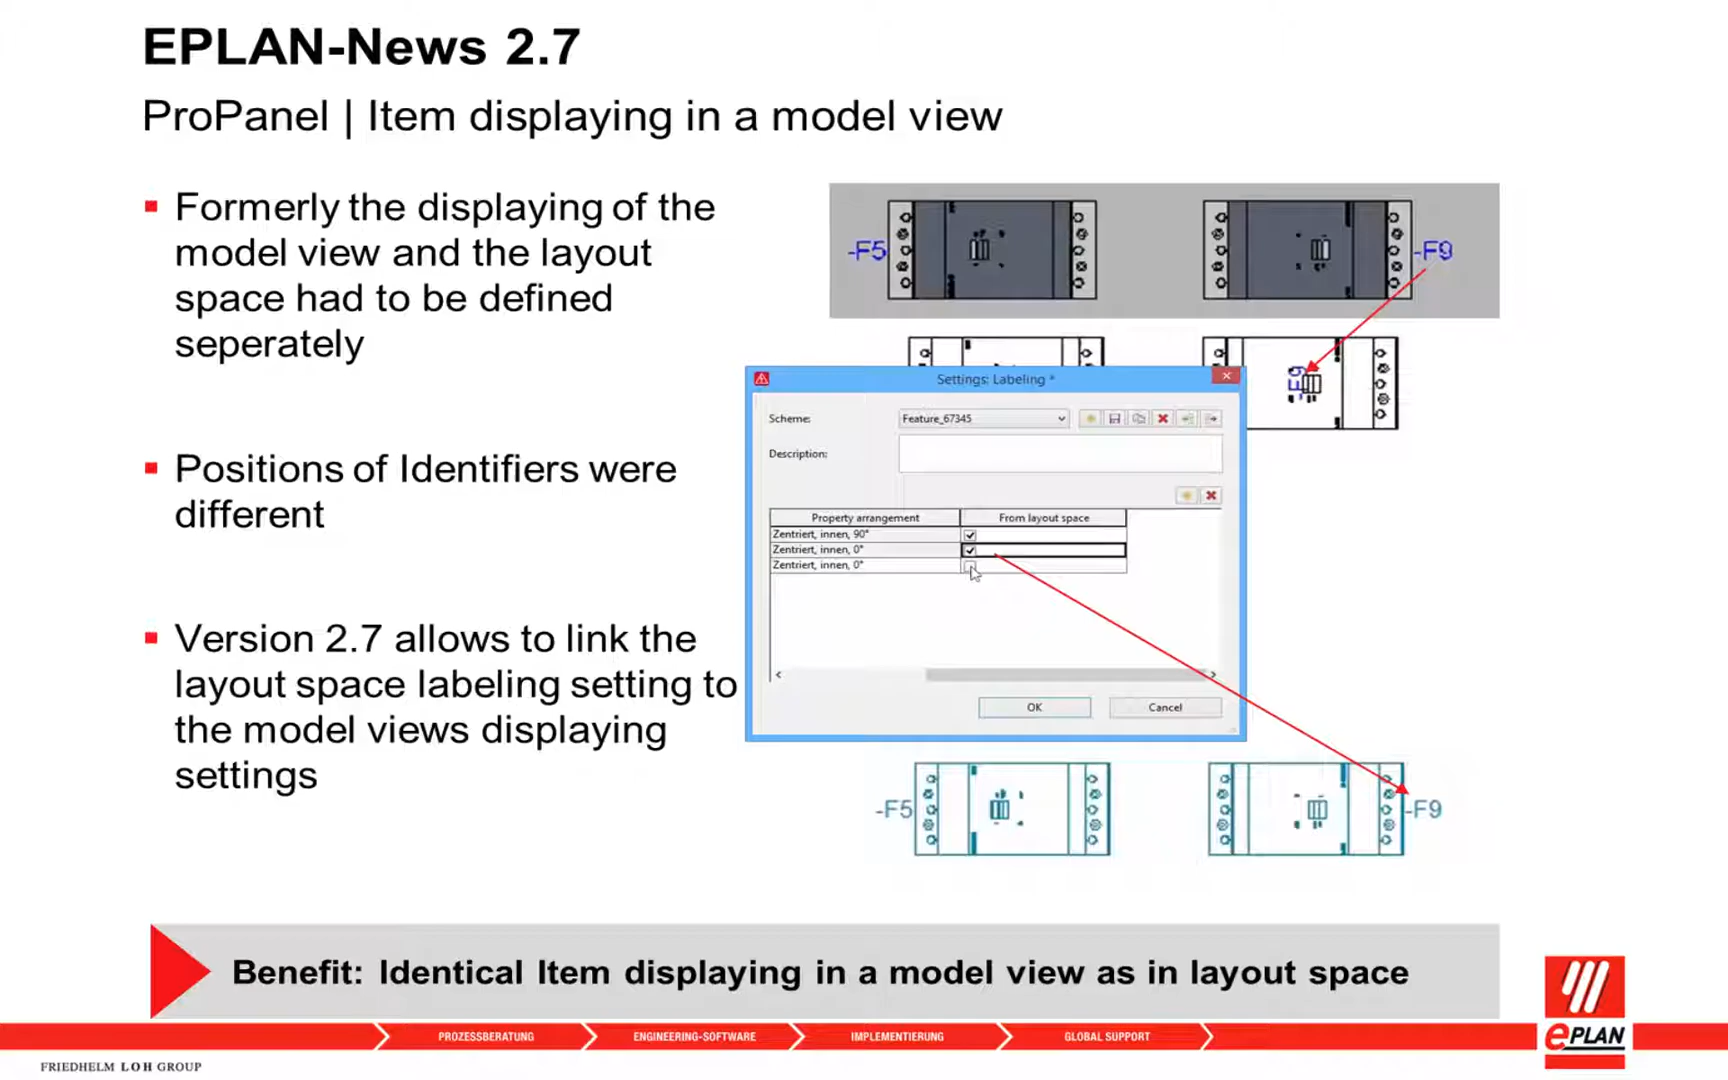 EPLAN-News 2.7
ProPanel | Item displaying in a model view
Formerly the displaying of the
model view and the layout
space had to be defined
seperately
Positions of Identifiers were
different
Version 2.7 allows to link the
layout space labeling setting to
the model views displaying
settings
-F5
-F9
-F9
Settings: Labeling *
Scheme:
Feature_67345
Description:
Property arrangement
From layout space
Zentriert, innen, 90°
Zentriert, innen, 0°
Zentriert, innen, 0°
OK
Cancel
-F5
-F9
Benefit: Identical Item displaying in a model view as in layout space
PROZESSBERATUNG
ENGINEERING-SOFTWARE
IMPLEMENTIERUNG
GLOBAL SUPPORT
ePLAN
FRIEDHELM LOH GROUP